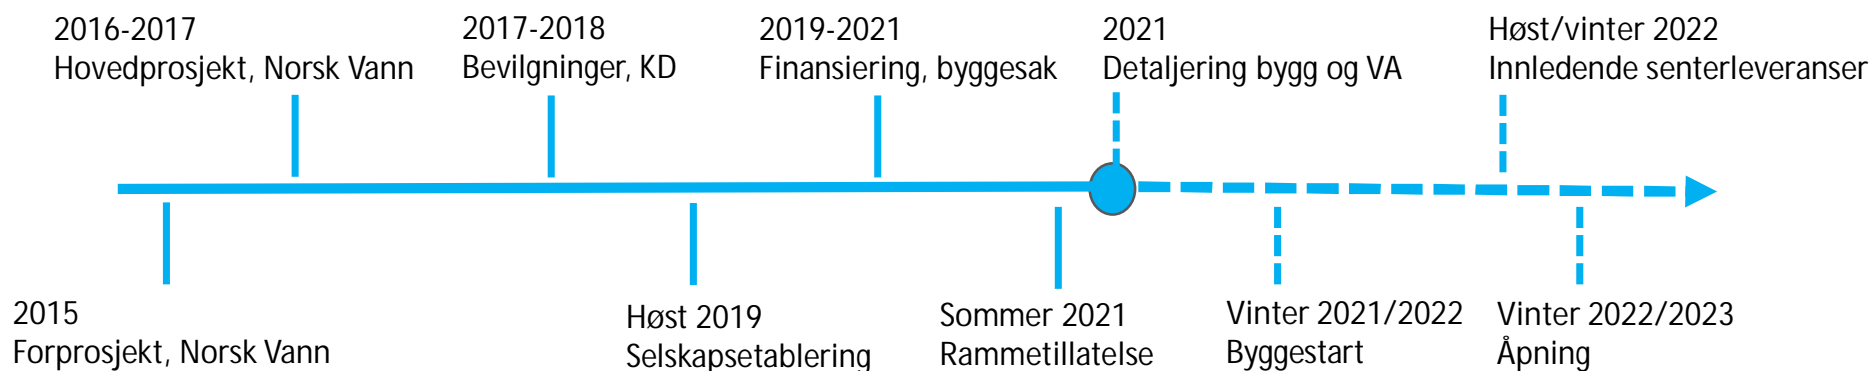 2016-2017
Hovedprosjekt, Norsk Vann
2017-2018
Bevilgninger, KD
2019-2021
Finansiering, byggesak
2021
Detaljering bygg og VA
Høst/vinter 2022
Innledende senterleveranser
2015
Forprosjekt, Norsk Vann
Høst 2019
Selskapsetablering
Sommer 2021
Rammetillatelse
Vinter 2021/2022
Byggestart
Vinter 2022/2023
Åpning